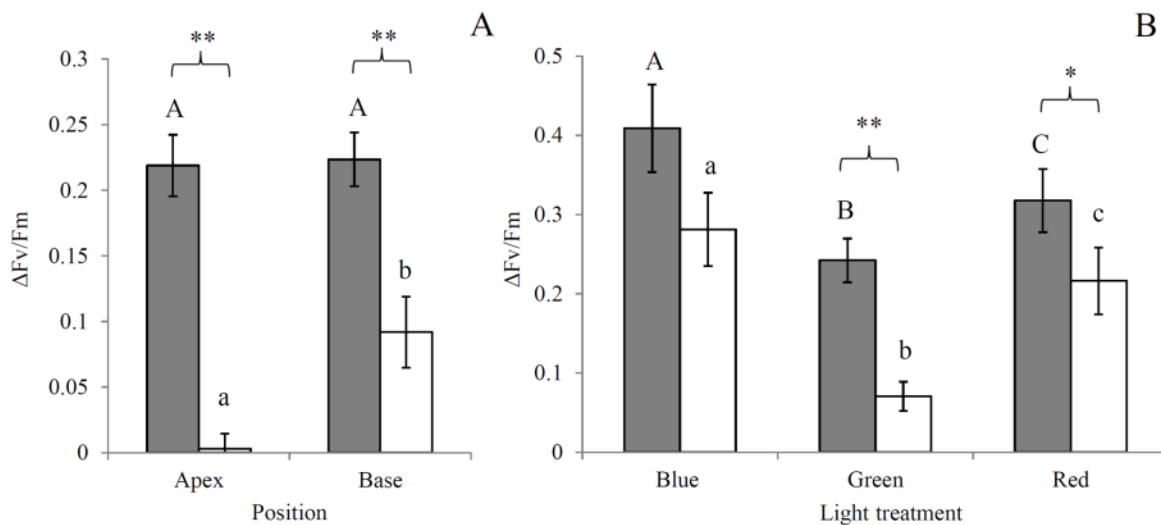 A
**
**
0.3
0.25
0.2
0.15
0.1
0.05
0
ΔFv/Fm
A
a
A
b
Apex
Base
Position
B
0.5
0.4
0.3
0.2
0.1
0
ΔFv/Fm
A
a
**
B
b
*
C
c
Blue
Green
Red
Light treatment